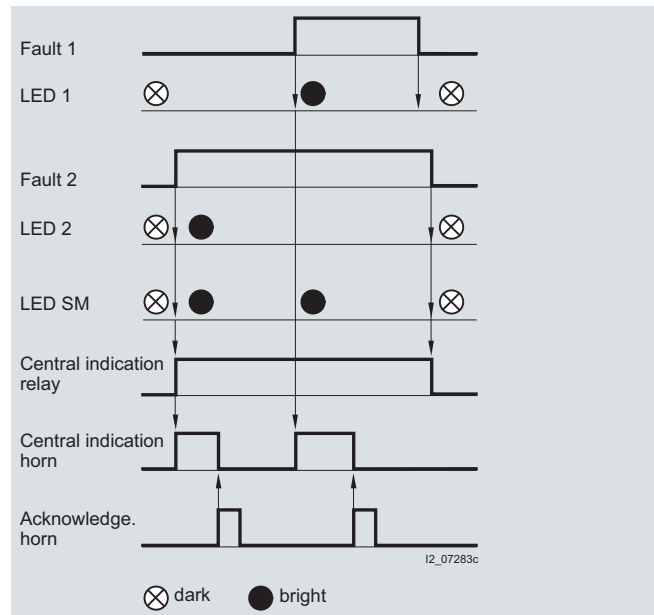 Fault 1
LED 1
Fault 2
LED 2
LED SM
Central indication
relay
Central indication
horn
Acknowledge.
horn
I2_07283c
dark
bright